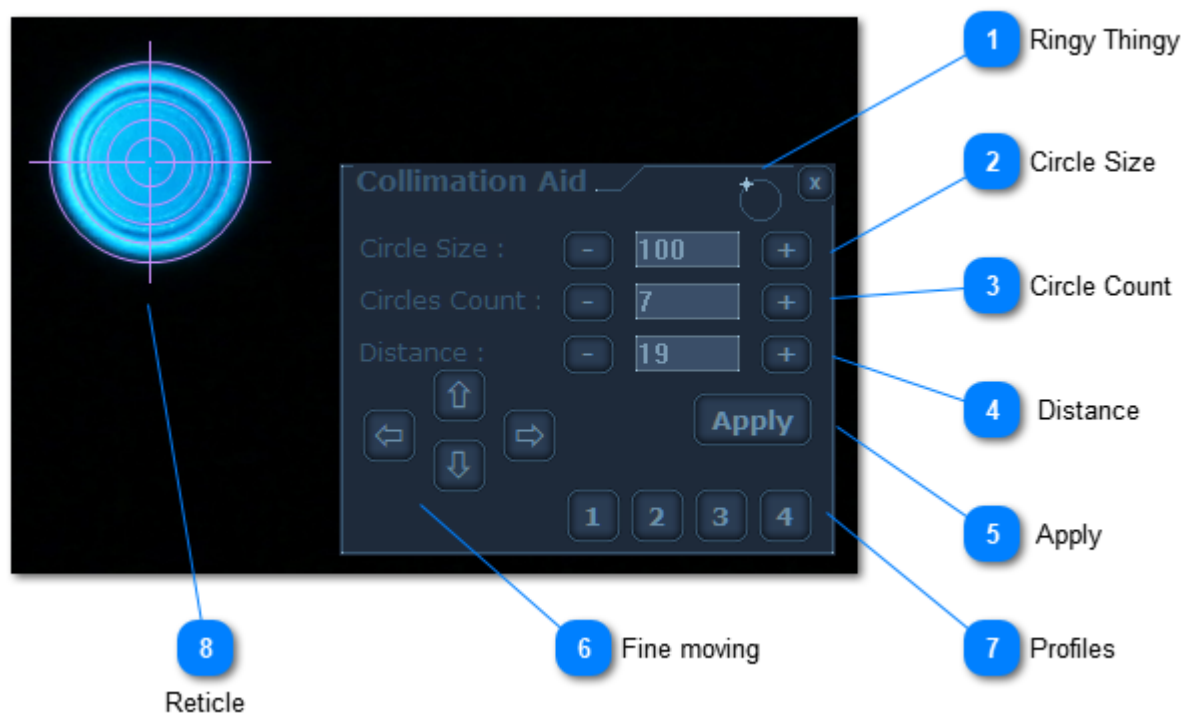 1 Ringy Thingy
Collimation Aid
x
2 Circle Size
Circle Size : - 100 +
3 Circle Count
Circles Count : - 7 +
Distance : - 19 +
4 Distance
Apply
1 2 3 4
5 Apply
8
Reticle
6 Fine moving
7 Profiles